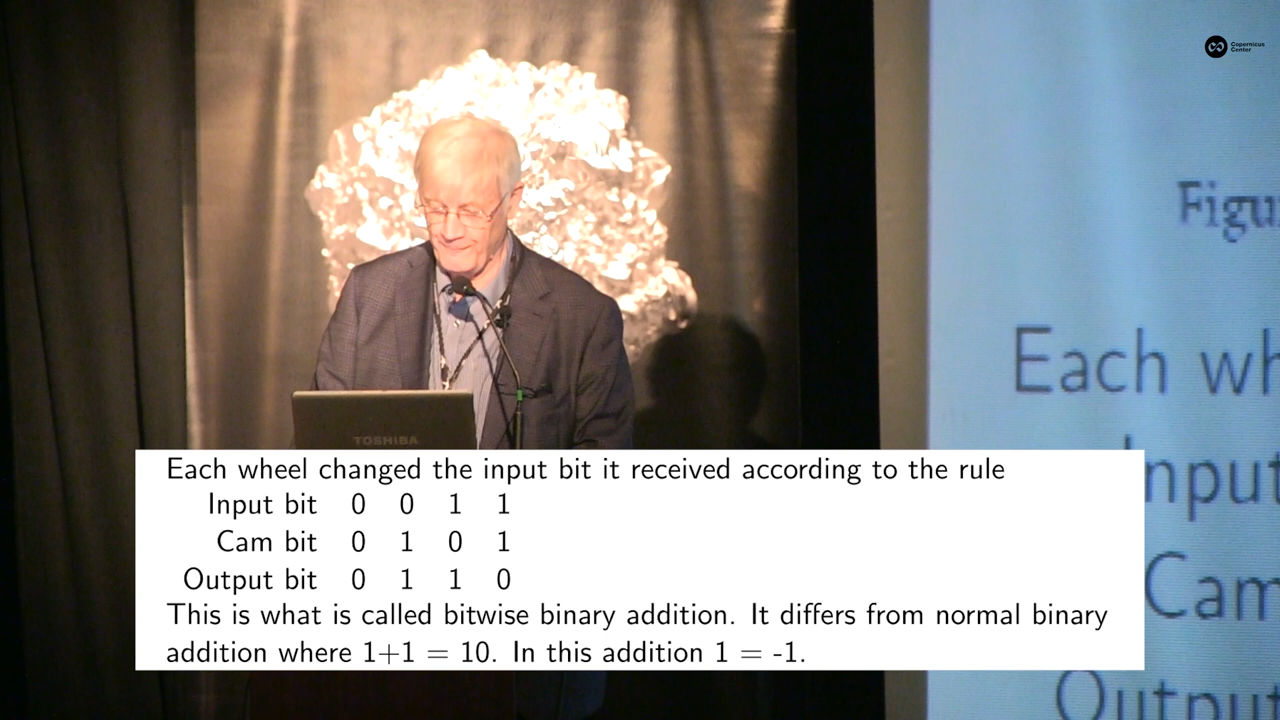 Copernicus
Center
Figu
Each wh
Input
Cam
Output
TOSHIBA
Each wheel changed the input bit it received according to the rule
Input bit 0 0 1 1
Cam bit 0 1 0 1
Output bit 0 1 1 0
This is what is called bitwise binary addition. It differs from normal binary
addition where 1+1 = 10. In this addition 1 = -1.